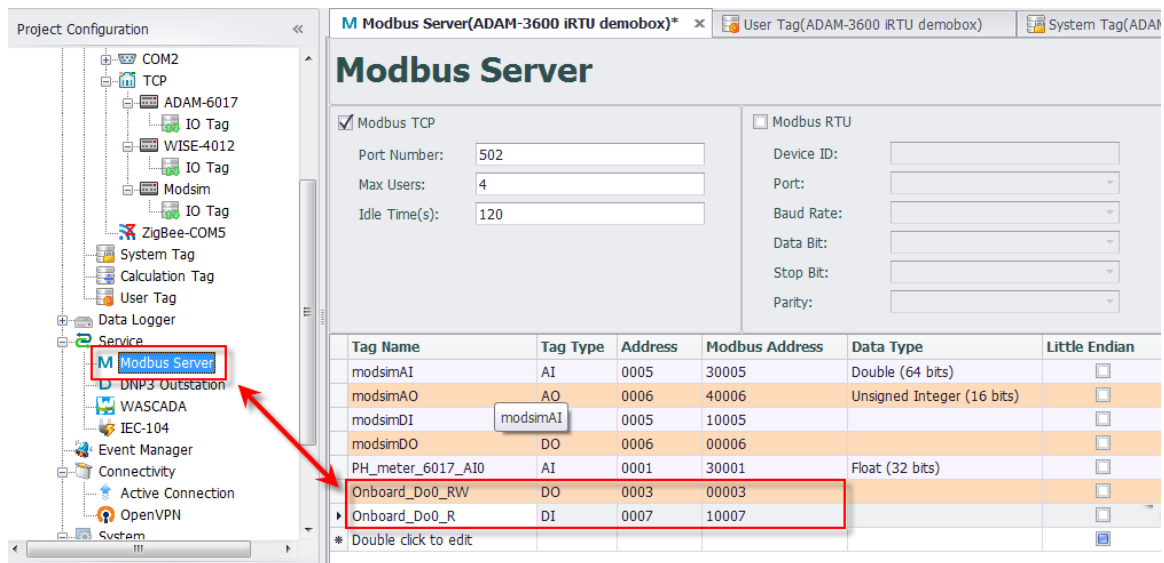 Project Configuration «
COM2
TCP
ADAM-6017
IO Tag
WISE-4012
IO Tag
Modsim
IO Tag
ZigBee-COM5
System Tag
Calculation Tag
User Tag
Data Logger
Service
M Modbus Server
D DNP3 Outstation
WASCADA
IEC-104
Event Manager
Connectivity
Active Connection
OpenVPN
System
M Modbus Server(ADAM-3600 iRTU demobox)* × User Tag(ADAM-3600 iRTU demobox) System Tag(ADAM
Modbus Server
Modbus TCP
Port Number: 502
Max Users: 4
Idle Time(s): 120
Modbus RTU
Device ID:
Port:
Baud Rate:
Data Bit:
Stop Bit:
Parity:
Tag Name Tag Type Address Modbus Address Data Type Little Endian
modsimAI AI 0005 30005 Double (64 bits)
modsimAO AO 0006 40006 Unsigned Integer (16 bits)
modsimAI
modsimDI 0005 10005
modsimDO DO 0006 00006
PH_meter_6017_AI0 AI 0001 30001 Float (32 bits)
Onboard_Do0_RW DO 0003 00003
Onboard_Do0_R DI 0007 10007
Double click to edit